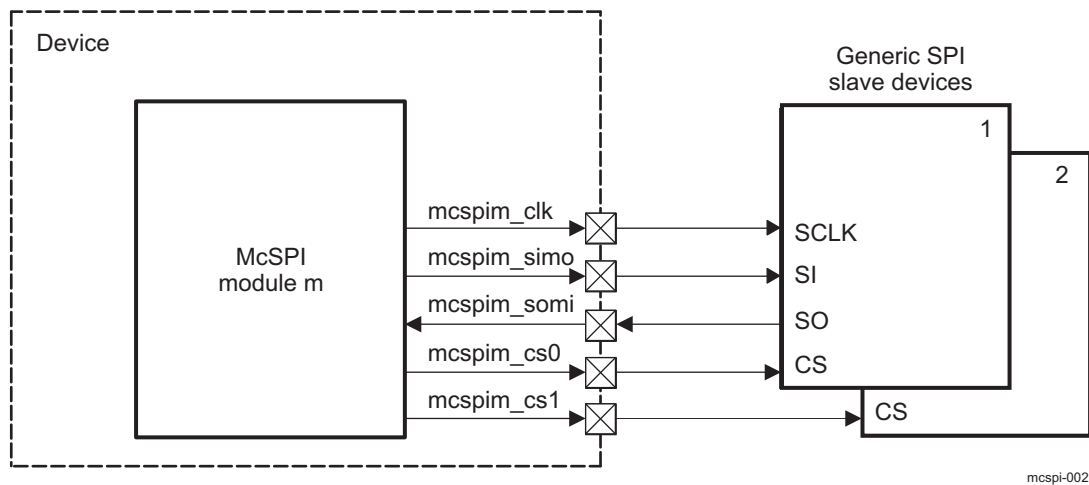 Device
Generic SPI
slave devices
1
2
McSPI
module m
mcspim_clk
mcspim_simo
mcspim_somi
mcspim_cs0
mcspim_cs1
SCLK
SI
SO
CS
CS
mcspi-002